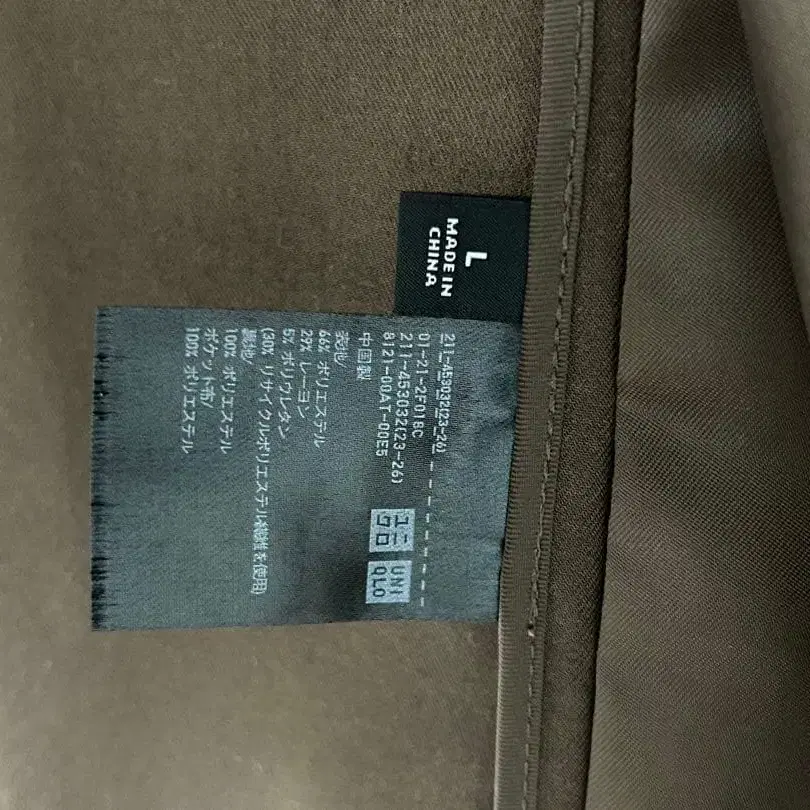 L
MADE IN
CHINA
211-453032(23-26)
01-21-2F018C
211-453032(23-26)
8121-00AT-00E5
中国製
表地/
66% ポリエステル
29% レーヨン
5% ポリウレタン
(30% リサイクルポリエステル繊維を使用)
裏地/
100% ポリエステル
ポケット布/
100% ポリエステル
ユニ
クロ
UNI
QLO